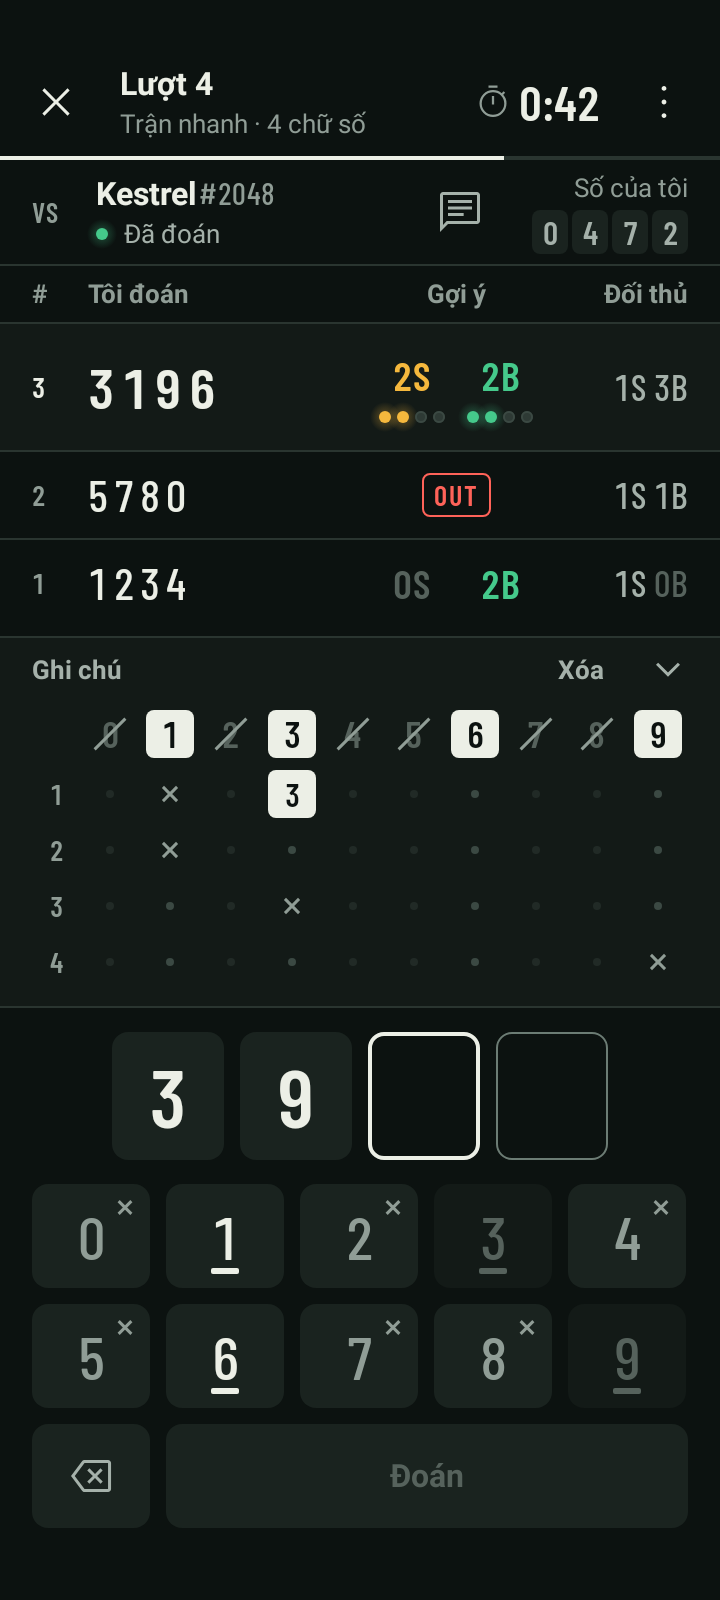 Lượt 4
Trận nhanh · 4 chữ số
0:42
VS
Kestrel#2048
Đã đoán
Số của tôi
0 4 7 2
# Tôi đoán Gợi ý Đối thủ
3 3196 2S 2B 1S 3B
2 5780 OUT 1S 1B
1 1234 0S 2B 1S 0B
Ghi chú Xóa
0 1 2 3 4 5 6 7 8 9
1 × 3
2 ×
3 ×
4 ×
3 9
0 × 1 2 × 3 4 ×
5 × 6 7 × 8 × 9
Đoán